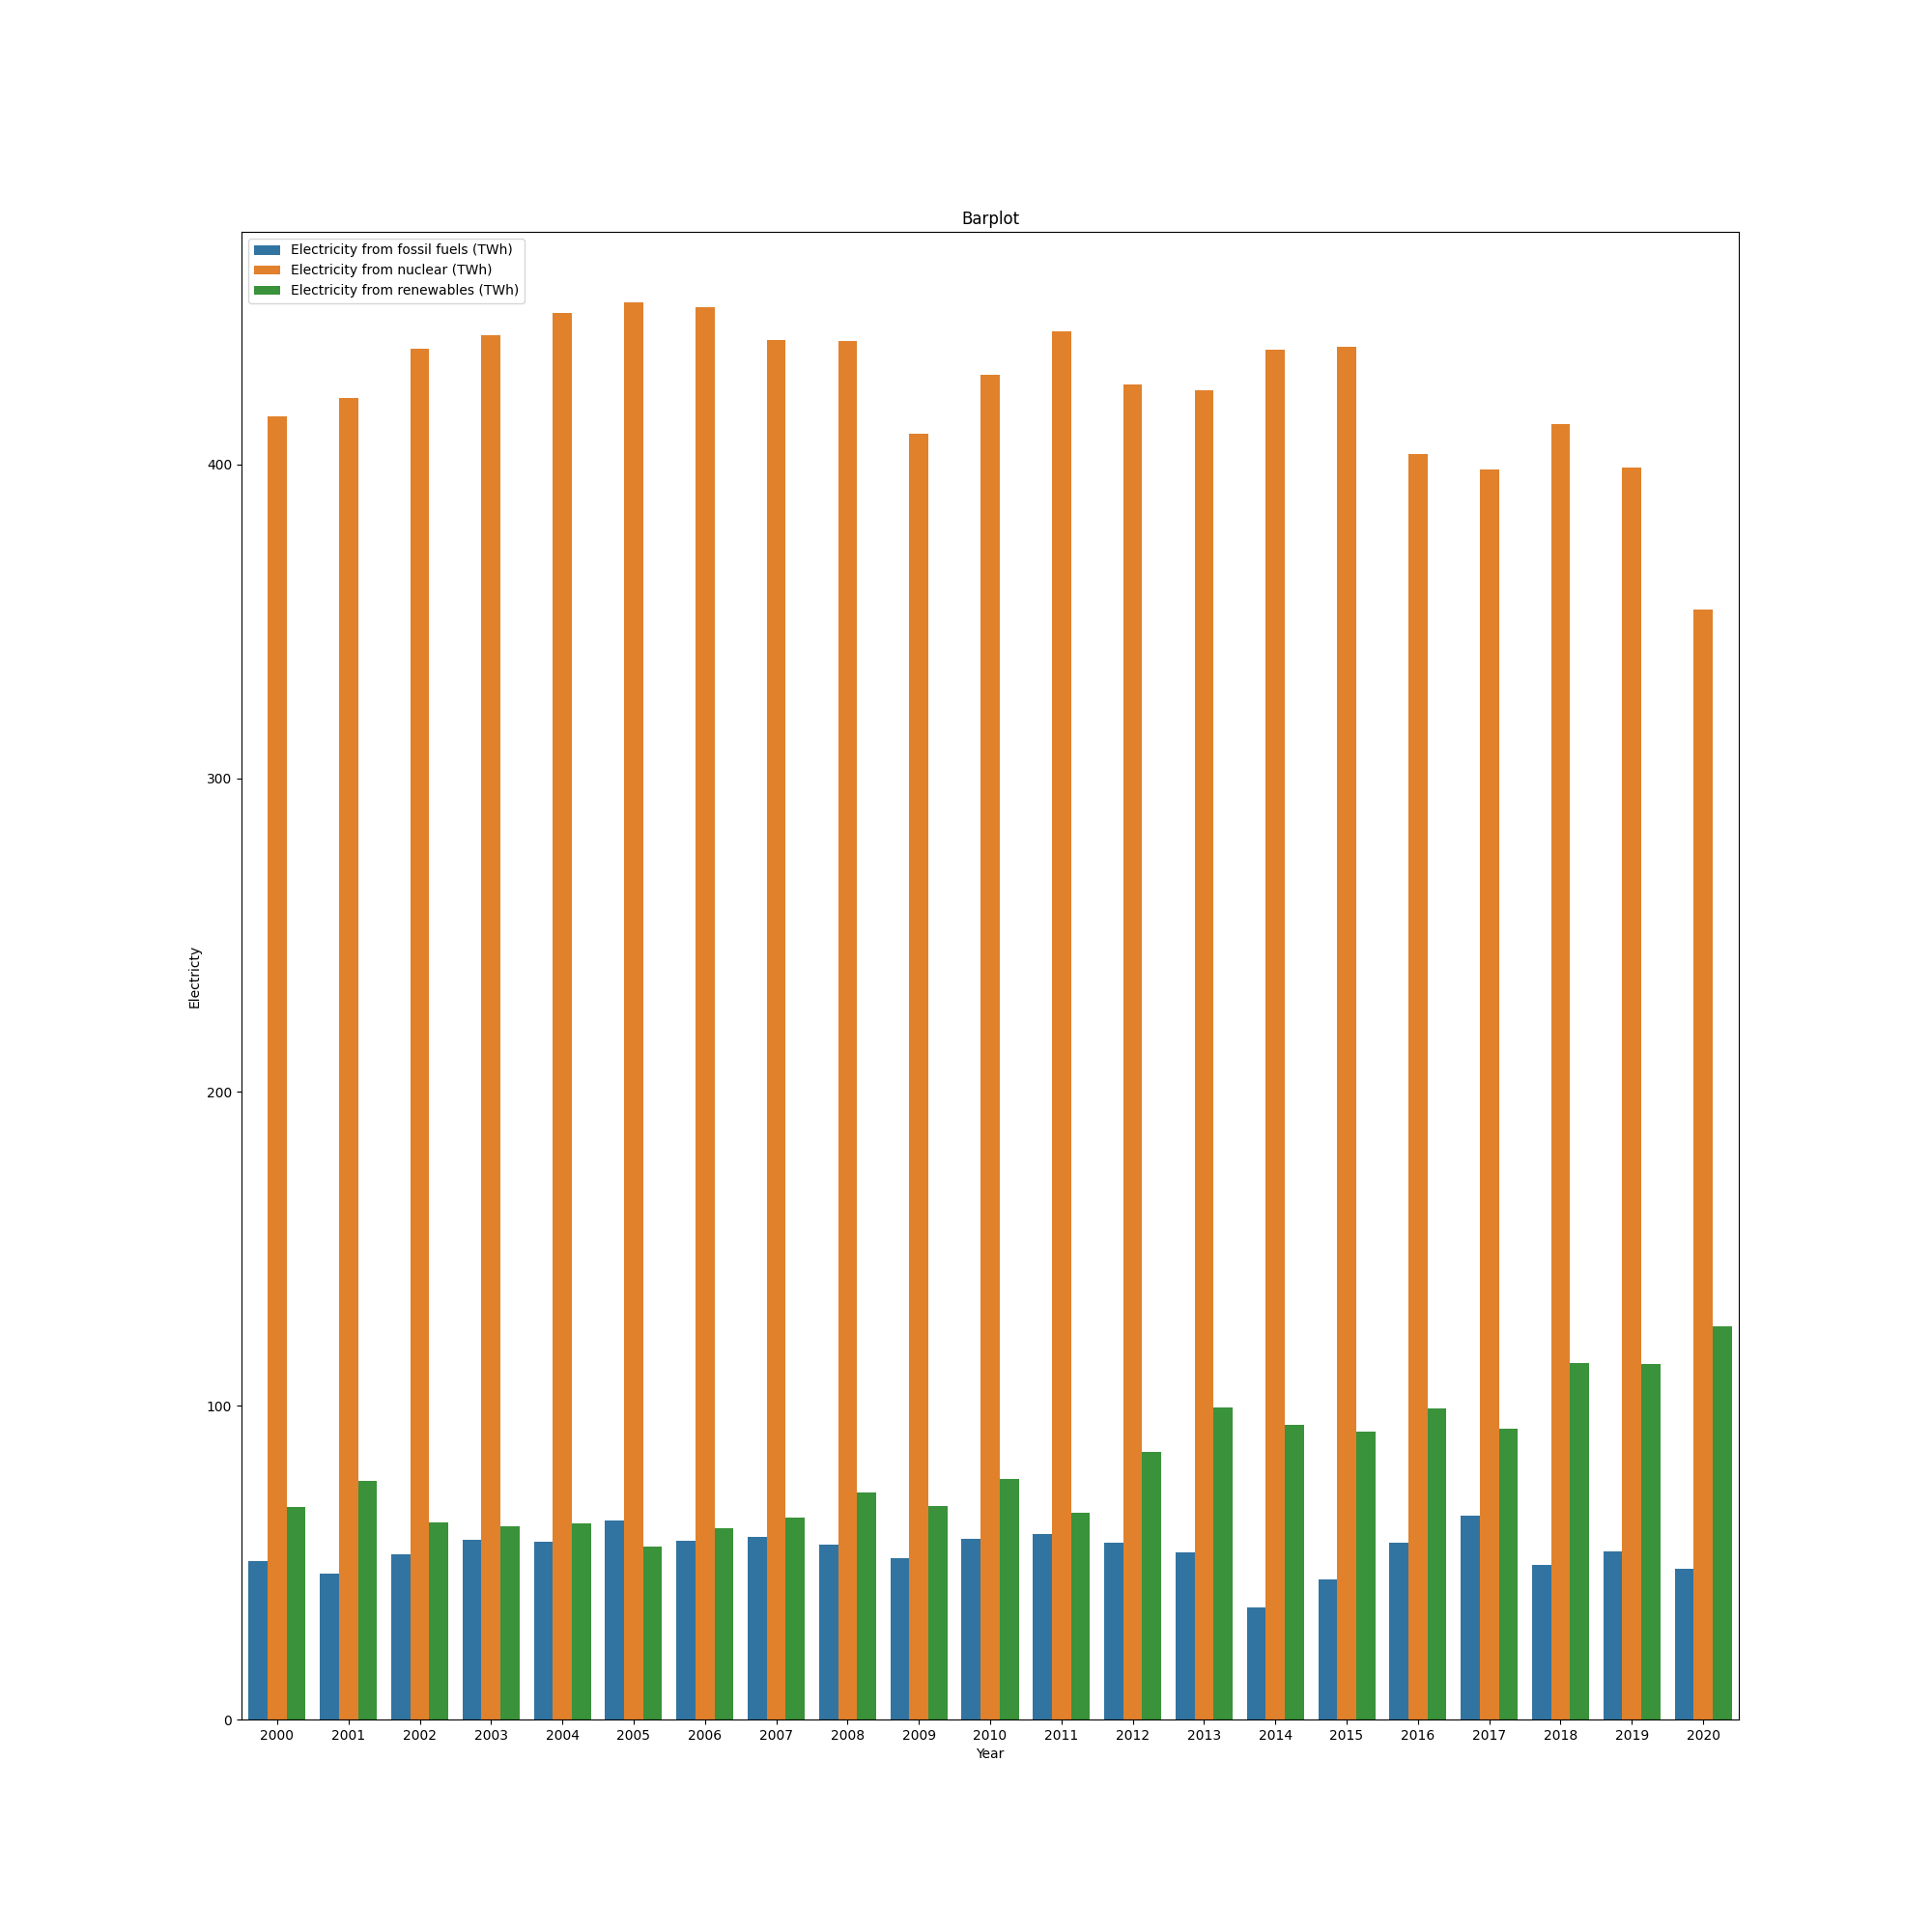 Barplot
Electricity from fossil fuels (TWh)
Electricity from nuclear (TWh)
Electricity from renewables (TWh)
400
300
200
100
0
Electricty
2000 2001 2002 2003 2004 2005 2006 2007 2008 2009 2010 2011 2012 2013 2014 2015 2016 2017 2018 2019 2020
Year